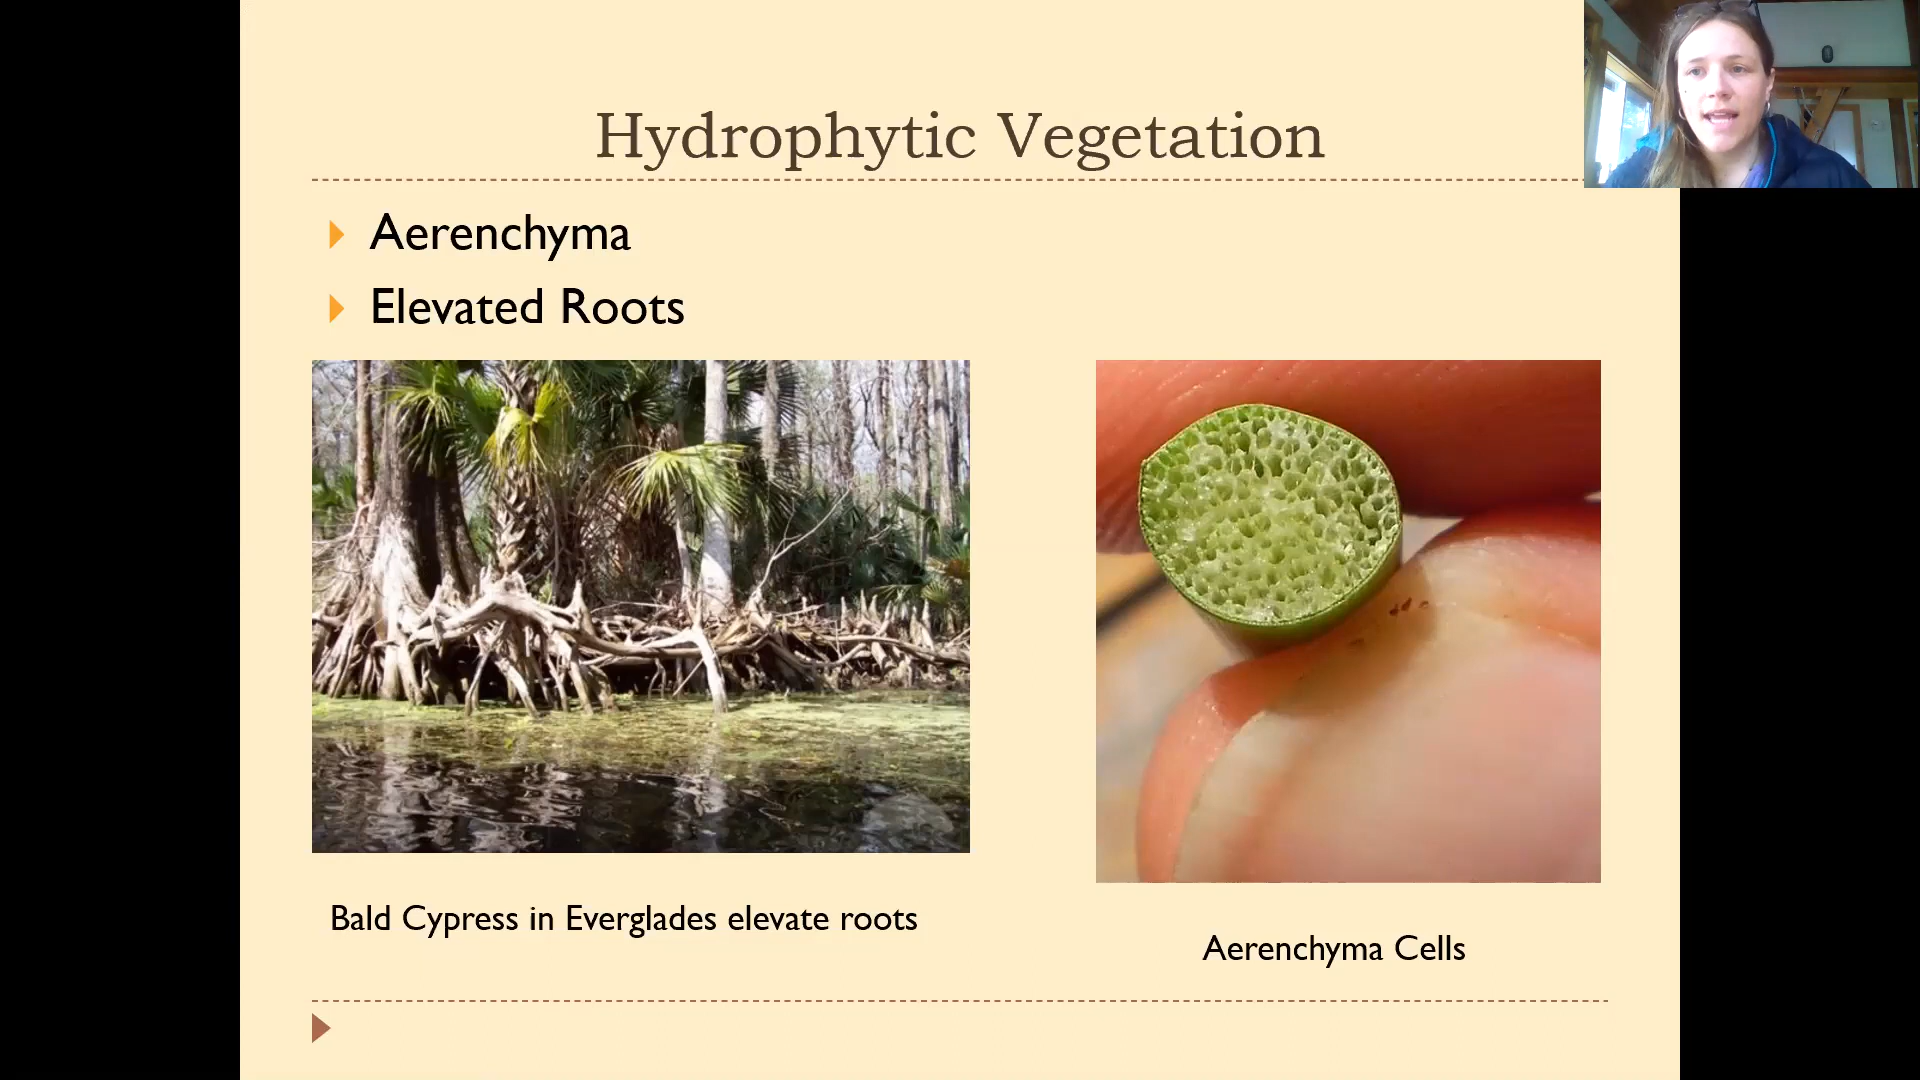 Hydrophytic Vegetation
Aerenchyma
Elevated Roots
Bald Cypress in Everglades elevate roots
Aerenchyma Cells